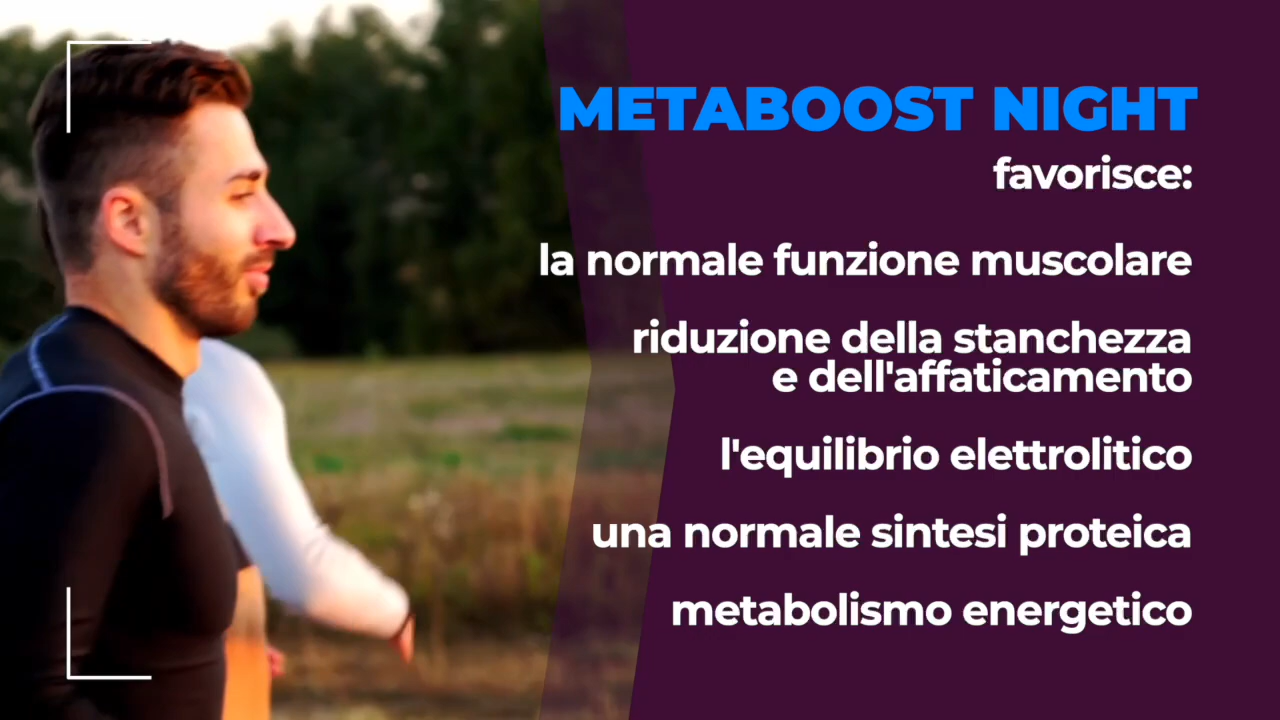 METABOOST NIGHT
favorisce:
la normale funzione muscolare
riduzione della stanchezza
e dell'affaticamento
l'equilibrio elettrolitico
una normale sintesi proteica
metabolismo energetico